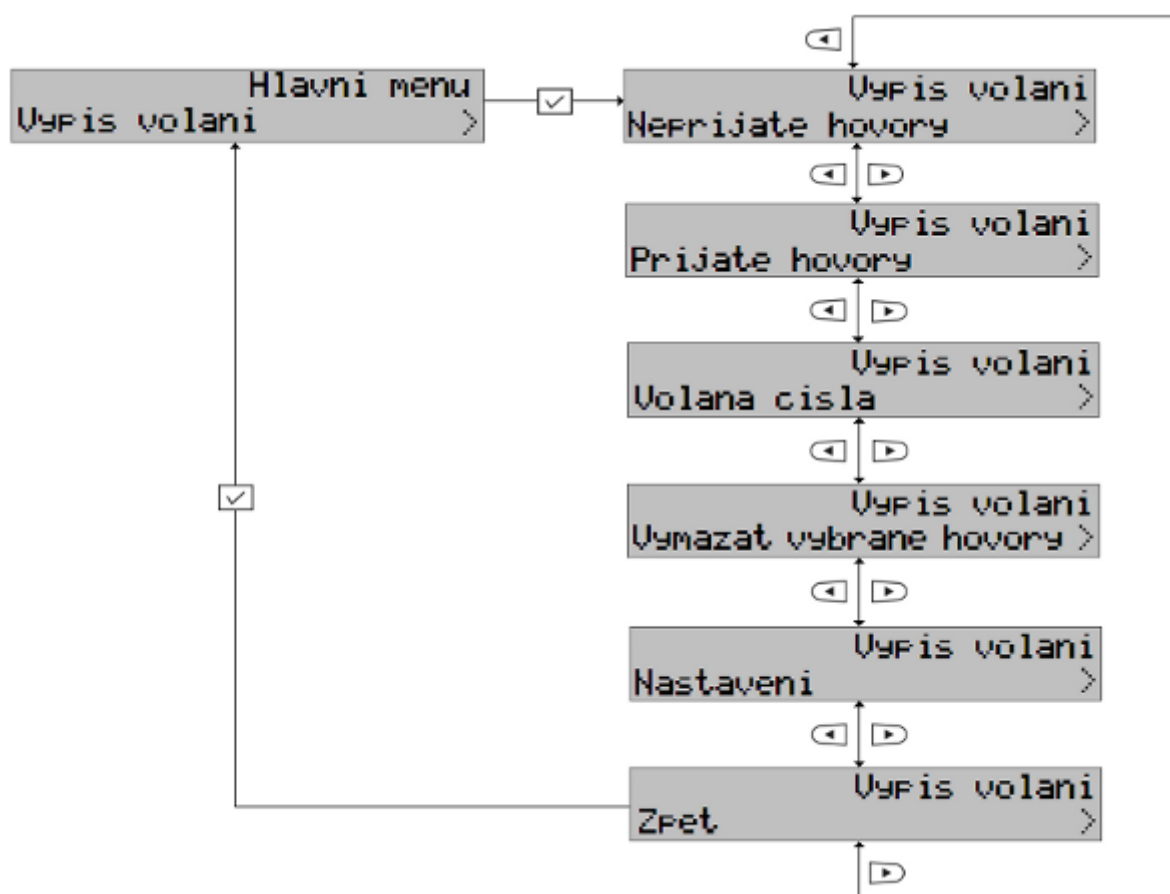 Hlavni menu
Vypis volani >
Vypis volani
Neprijate hovory >
Vypis volani
Prijate hovory >
Vypis volani
Volana cisla >
Vypis volani
Vymazat vybrane hovory >
Vypis volani
Nastaveni >
Vypis volani
Zpet >